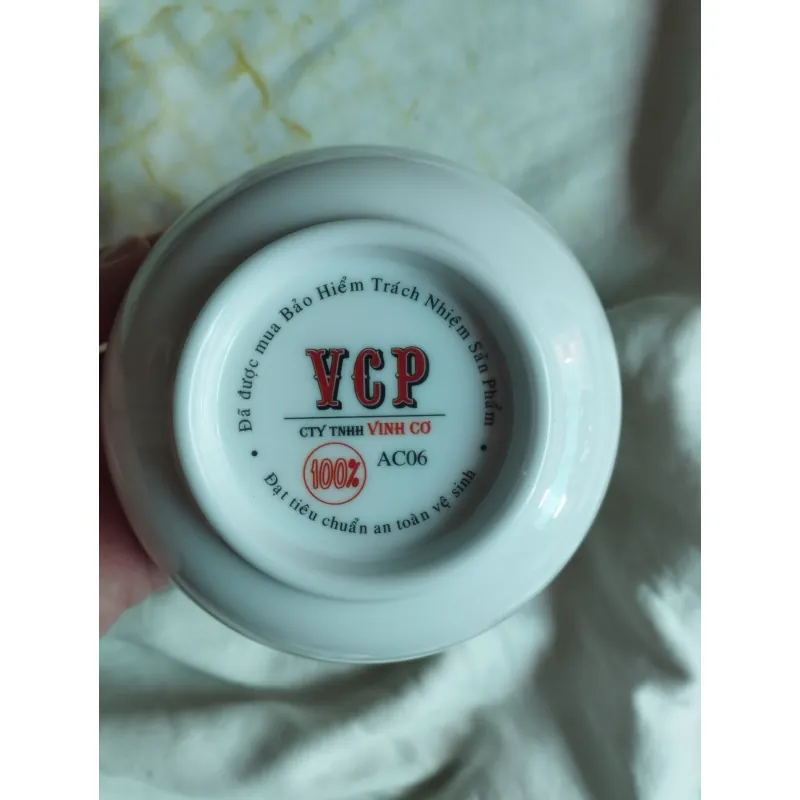 Đã được mua Bảo Hiểm Trách Nhiệm Sản Phẩm
VCP
CTY TNHH VINH CƠ
100% AC06
• Đạt tiêu chuẩn an toàn vệ sinh •